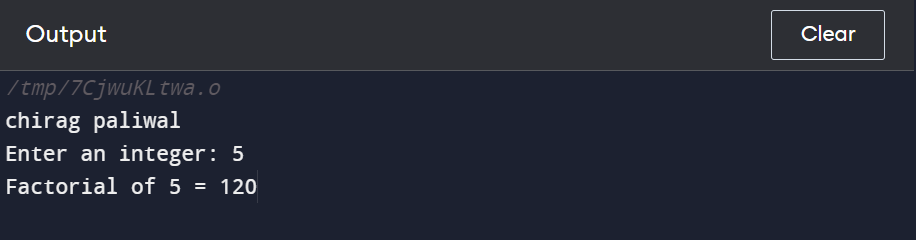 Output
Clear
/tmp/7CjwuKLtwa.o
chirag paliwal
Enter an integer: 5
Factorial of 5 = 120